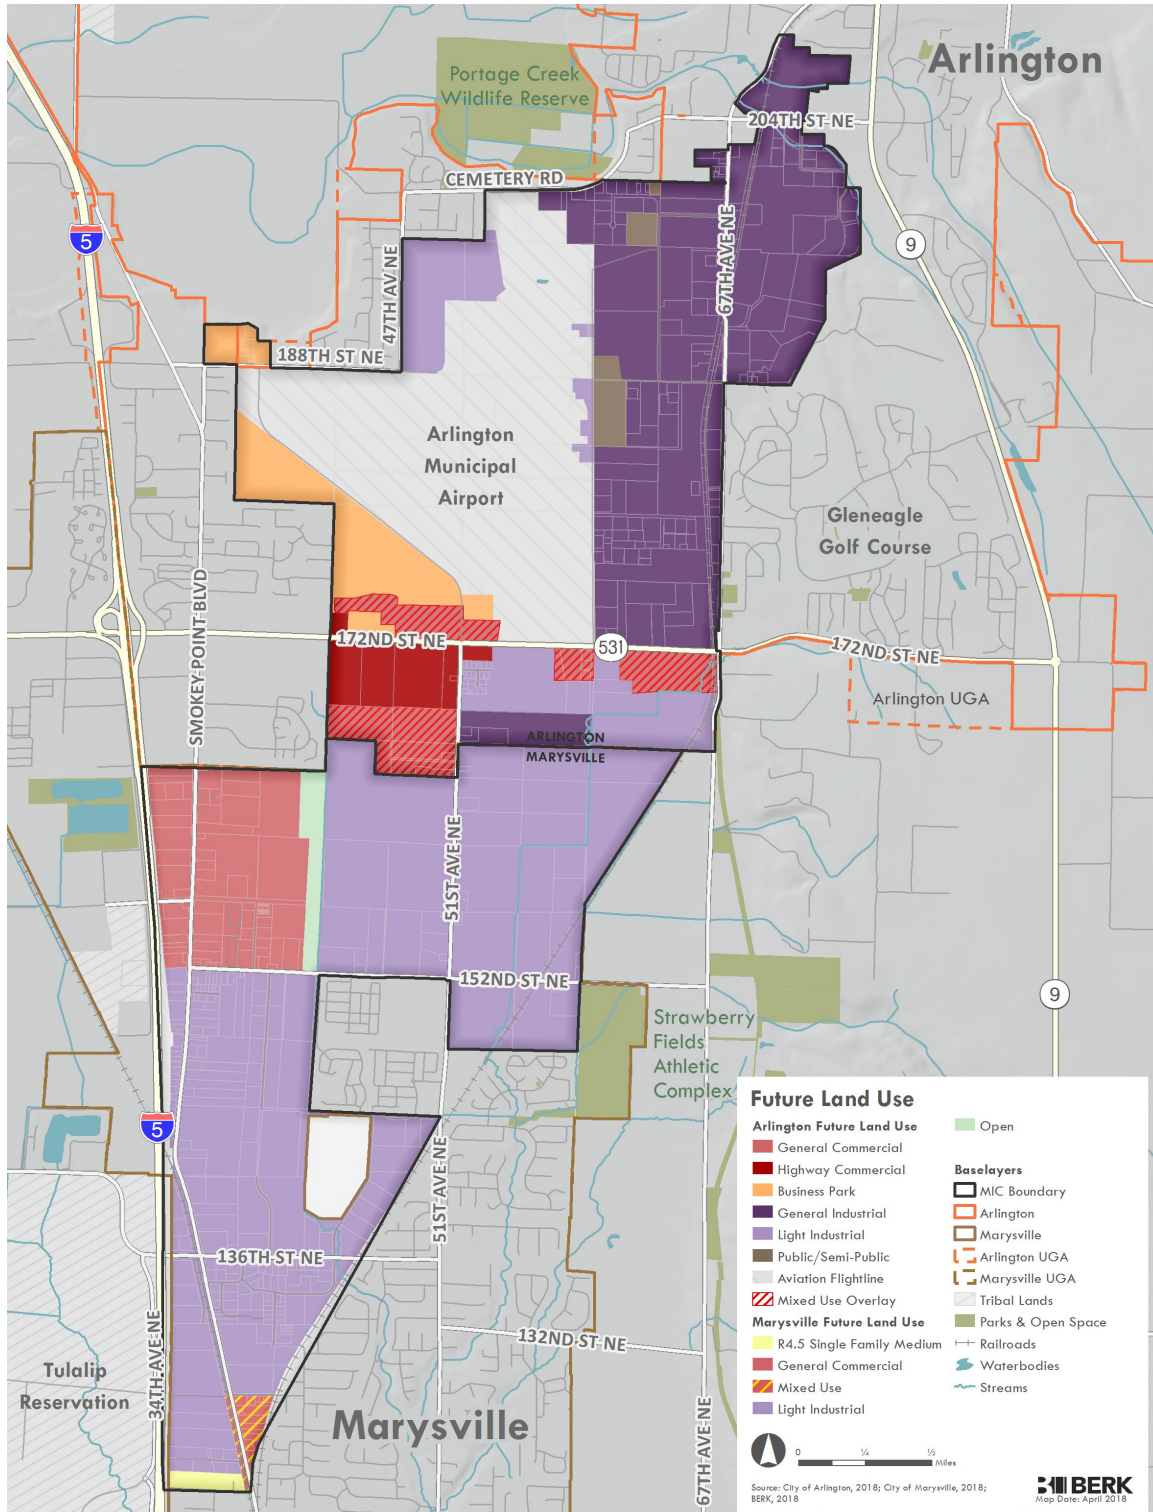 Arlington
Portage Creek
Wildlife Reserve
204TH ST NE
CEMETERY RD
5
9
47TH AV NE
67TH AVE NE
188TH ST NE
Arlington
Municipal
Airport
Gleneagle
Golf Course
SMOKEY POINT BLVD
172ND ST NE
531
172ND ST NE
Arlington UGA
ARLINGTON
MARYSVILLE
51ST AVE NE
152ND ST NE
9
Strawberry
Fields
Athletic
Complex
5
51ST AVE NE
136TH ST NE
132ND ST NE
34TH AVE NE
Tulalip
Reservation
Marysville
67TH AVE NE
Future Land Use
Arlington Future Land Use
General Commercial
Highway Commercial
Business Park
General Industrial
Light Industrial
Public/Semi-Public
Aviation Flightline
Mixed Use Overlay
Marysville Future Land Use
R4.5 Single Family Medium
General Commercial
Mixed Use
Light Industrial
Open
Baselayers
MIC Boundary
Arlington
Marysville
Arlington UGA
Marysville UGA
Tribal Lands
Parks & Open Space
Railroads
Waterbodies
Streams
0 ¼ ½
Miles
Source: City of Arlington, 2018; City of Marysville, 2018;
BERK, 2018
BERK
Map Date: April 2018